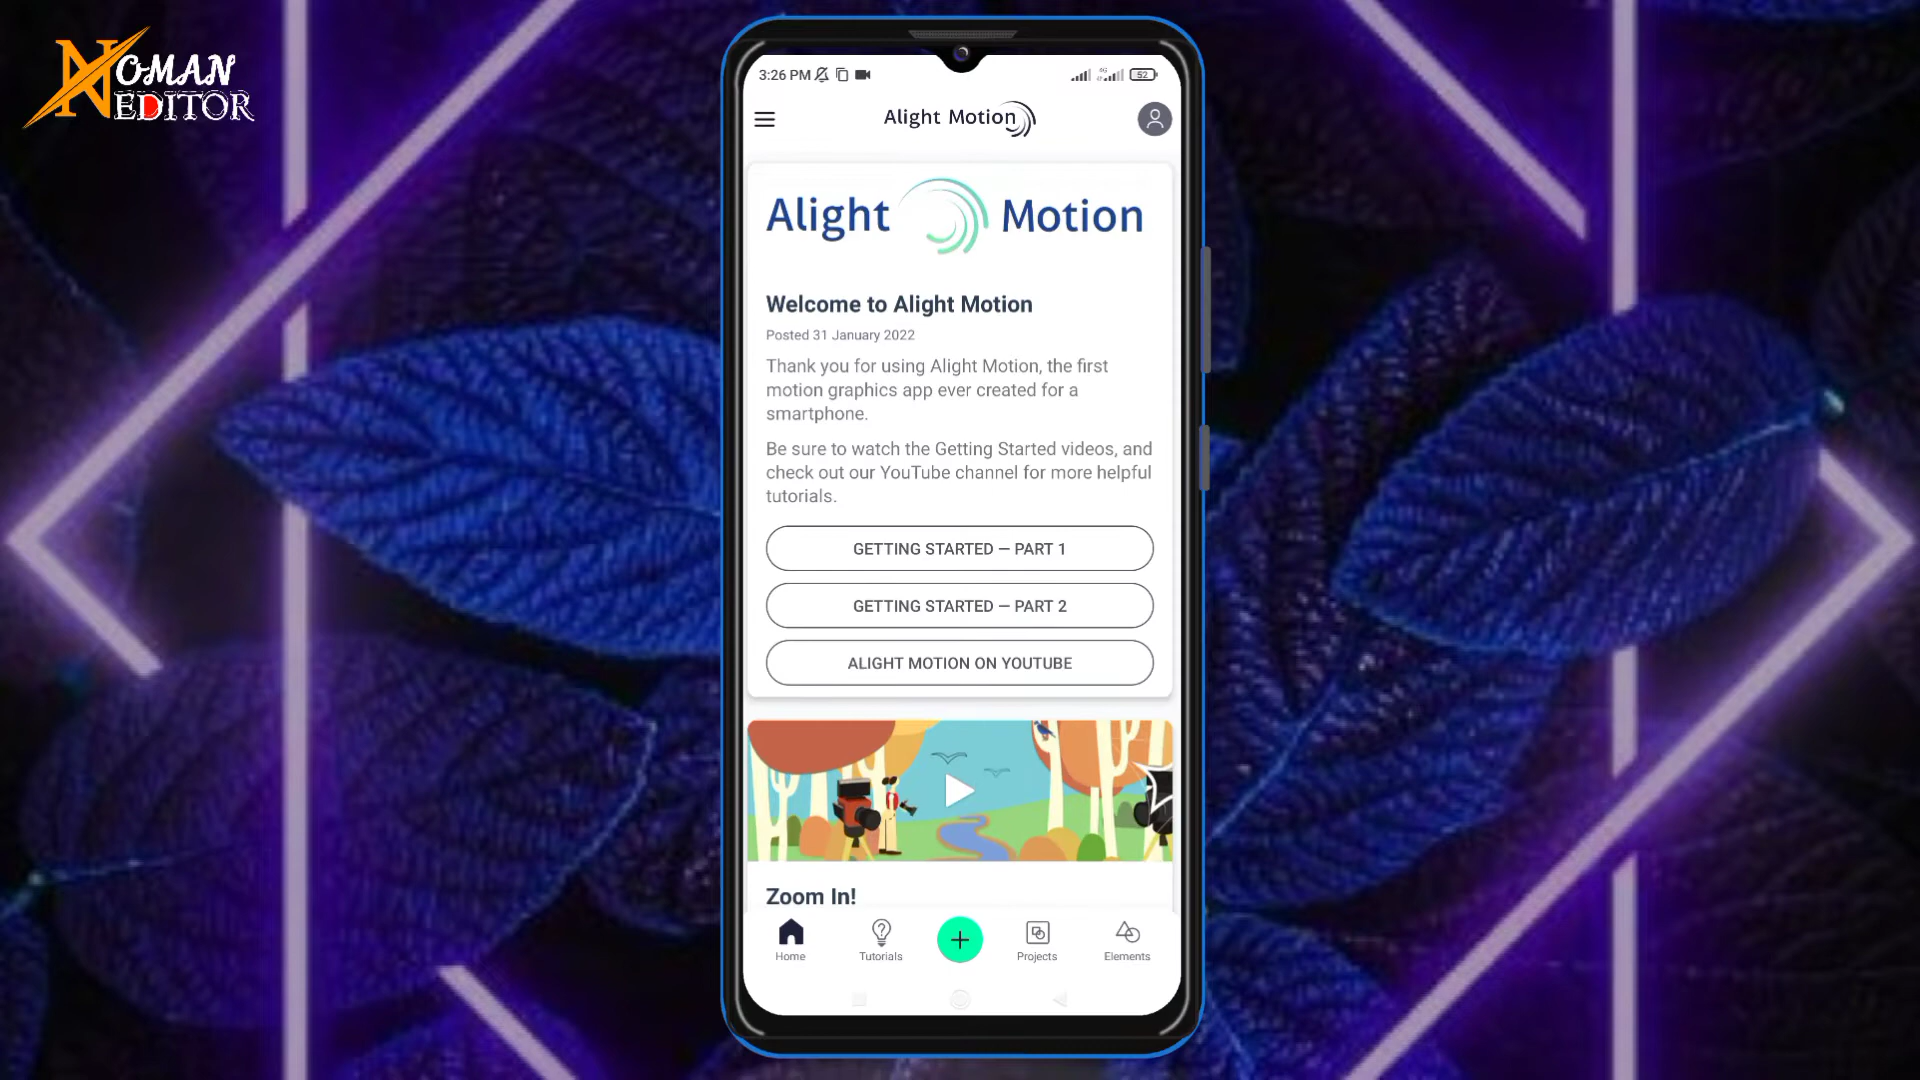 NOMAN
EDITOR
3:26 PM
4G
52
Alight Motion
Alight Motion
Welcome to Alight Motion
Posted 31 January 2022
Thank you for using Alight Motion, the first
motion graphics app ever created for a
smartphone.
Be sure to watch the Getting Started videos, and
check out our YouTube channel for more helpful
tutorials.
GETTING STARTED – PART 1
GETTING STARTED – PART 2
ALIGHT MOTION ON YOUTUBE
Zoom In!
Home
Tutorials
Projects
Elements